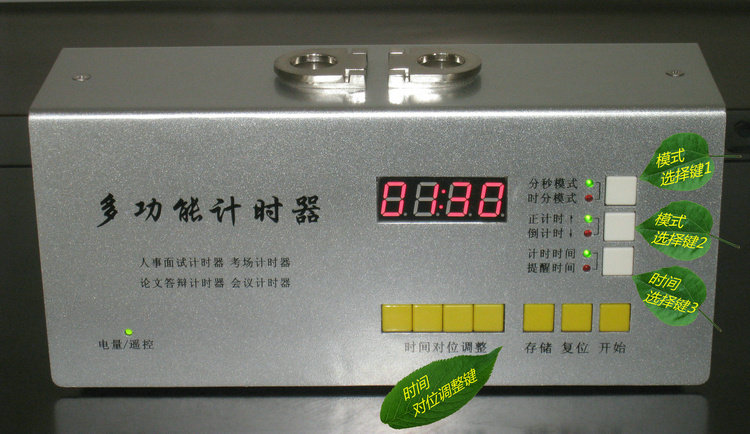 多功能计时器
人事面试计时器 考场计时器
论文答辩计时器 会议计时器
电量/遥控
01:30
分秒模式
时分模式
正计时↑
倒计时↓
计时时间
提醒时间
模式
选择键1
模式
选择键2
时间
选择键3
时间对位调整
存储 复位 开始
时间
对位调整键